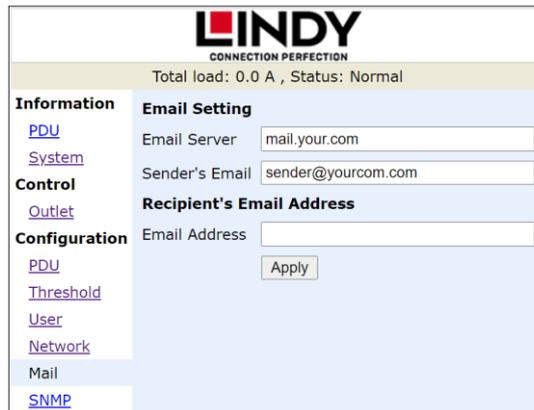 LINDY
CONNECTION PERFECTION
Total load: 0.0 A , Status: Normal
Information
PDU
System
Control
Outlet
Configuration
PDU
Threshold
User
Network
Mail
SNMP
Email Setting
Email Server mail.your.com
Sender's Email sender@yourcom.com
Recipient's Email Address
Email Address
Apply